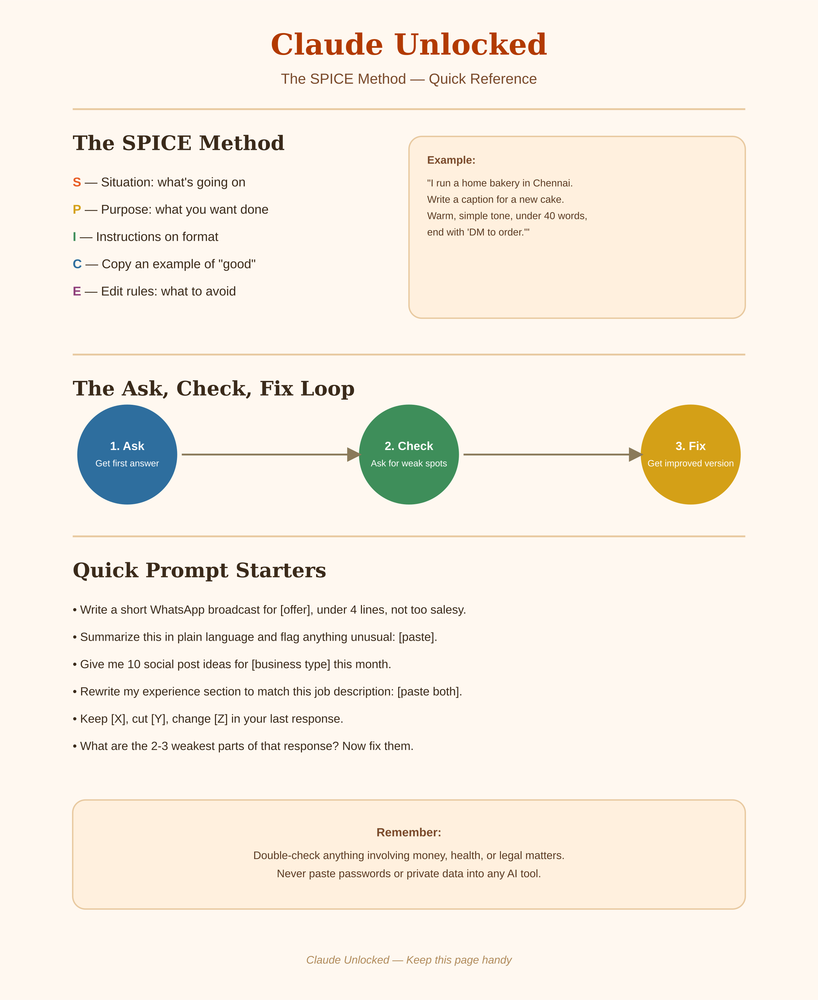 Claude Unlocked
The SPICE Method — Quick Reference
The SPICE Method
S — Situation: what's going on
P — Purpose: what you want done
I — Instructions on format
C — Copy an example of "good"
E — Edit rules: what to avoid
Example:
"I run a home bakery in Chennai.
Write a caption for a new cake.
Warm, simple tone, under 40 words,
end with 'DM to order.'"
The Ask, Check, Fix Loop
1. Ask
Get first answer
2. Check
Ask for weak spots
3. Fix
Get improved version
Quick Prompt Starters
• Write a short WhatsApp broadcast for [offer], under 4 lines, not too salesy.
• Summarize this in plain language and flag anything unusual: [paste].
• Give me 10 social post ideas for [business type] this month.
• Rewrite my experience section to match this job description: [paste both].
• Keep [X], cut [Y], change [Z] in your last response.
• What are the 2-3 weakest parts of that response? Now fix them.
Remember:
Double-check anything involving money, health, or legal matters.
Never paste passwords or private data into any AI tool.
Claude Unlocked — Keep this page handy